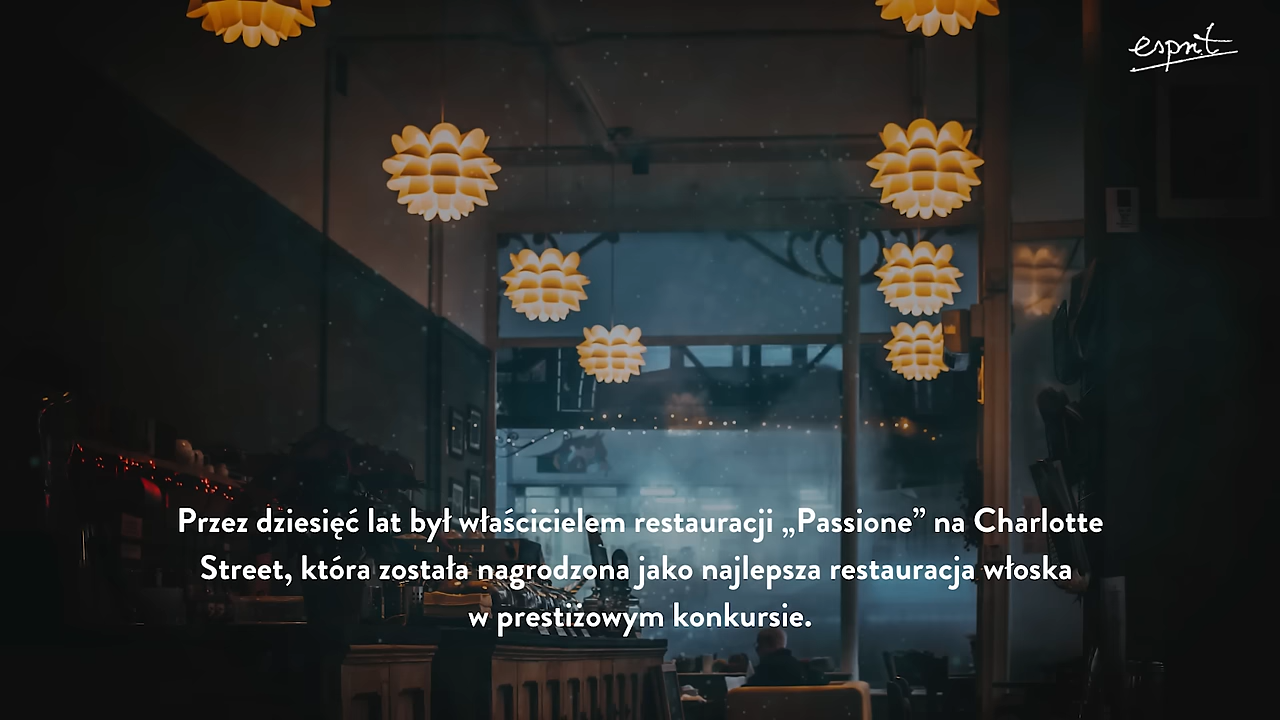 esprit
Przez dziesięć lat był właścicielem restauracji „Passione” na Charlotte
Street, która została nagrodzona jako najlepsza restauracja włoska
w prestiżowym konkursie.